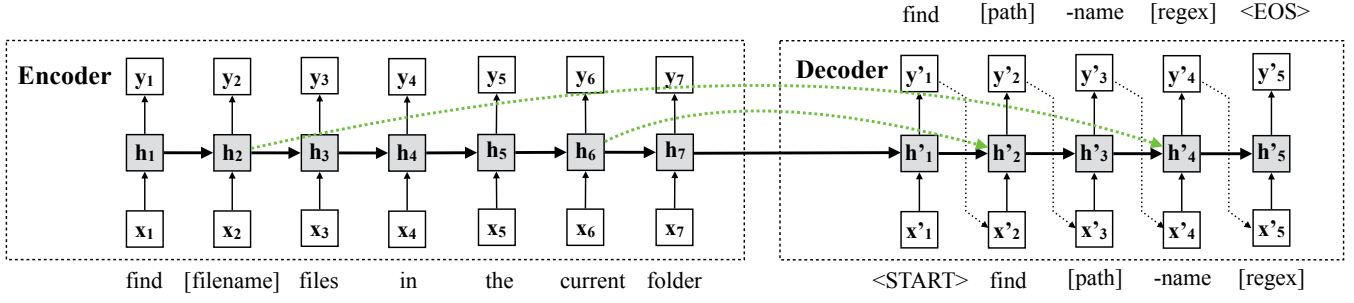 find [path] -name [regex] <EOS>
Encoder y1 y2 y3 y4 y5 y6 y7 Decoder y'1 y'2 y'3 y'4 y'5
h1 h2 h3 h4 h5 h6 h7 h'1 h'2 h'3 h'4 h'5
x1 x2 x3 x4 x5 x6 x7 x'1 x'2 x'3 x'4 x'5
find [filename] files in the current folder <START> find [path] -name [regex]